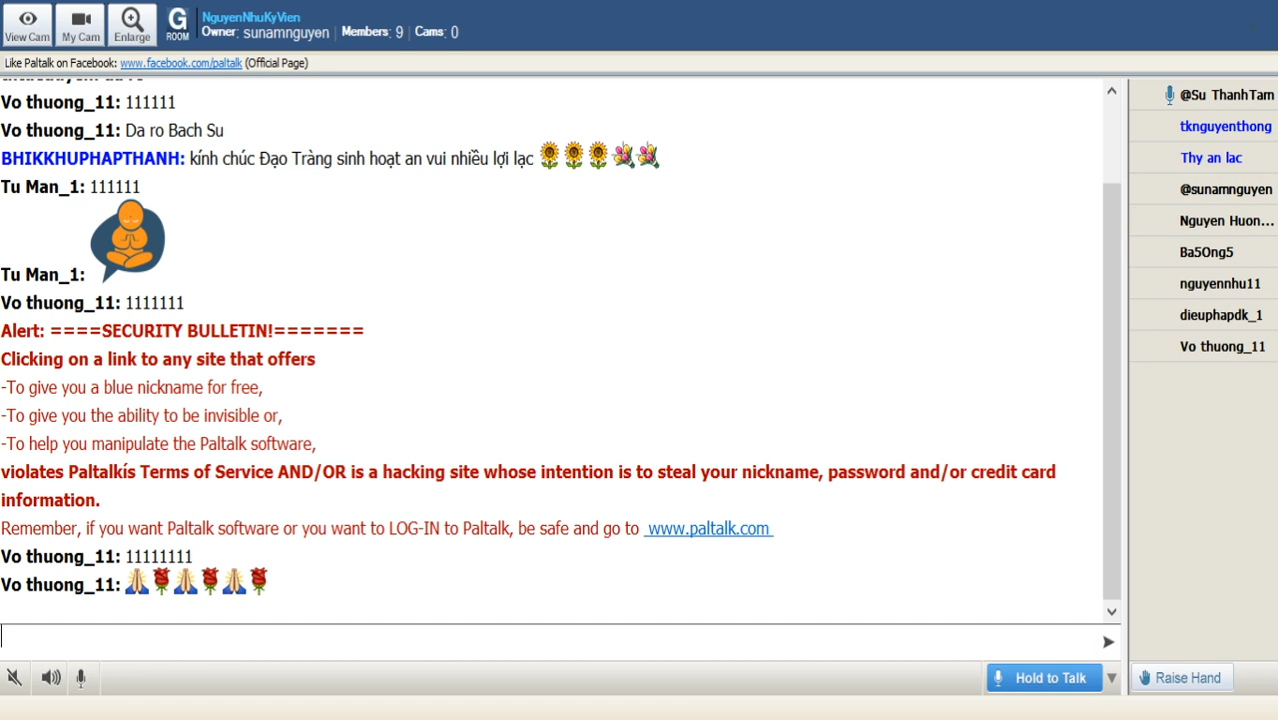 View Cam
My Cam
Enlarge
G
ROOM
NguyenNhuKyVien
Owner: sunamnguyen Members: 9 Cams: 0
Like Paltalk on Facebook: www.facebook.com/paltalk (Official Page)
Vo thuong_11: 111111
Vo thuong_11: Da ro Bach Su
BHIKKHUPHAPTHANH: kính chúc Đạo Tràng sinh hoạt an vui nhiều lợi lạc
Tu Man_1: 111111
Tu Man_1:
Vo thuong_11: 1111111
Alert: ====SECURITY BULLETIN!=======
Clicking on a link to any site that offers
-To give you a blue nickname for free,
-To give you the ability to be invisible or,
-To help you manipulate the Paltalk software,
violates Paltalkís Terms of Service AND/OR is a hacking site whose intention is to steal your nickname, password and/or credit card
information.
Remember, if you want Paltalk software or you want to LOG-IN to Paltalk, be safe and go to www.paltalk.com
Vo thuong_11: 11111111
Vo thuong_11: 🙏🌹🙏🌹🙏🌹
@Su ThanhTam
tknguyenthong
Thy an lac
@sunamnguyen
Nguyen Huon...
Ba5Ong5
nguyennhu11
dieuphapdk_1
Vo thuong_11
Hold to Talk
Raise Hand